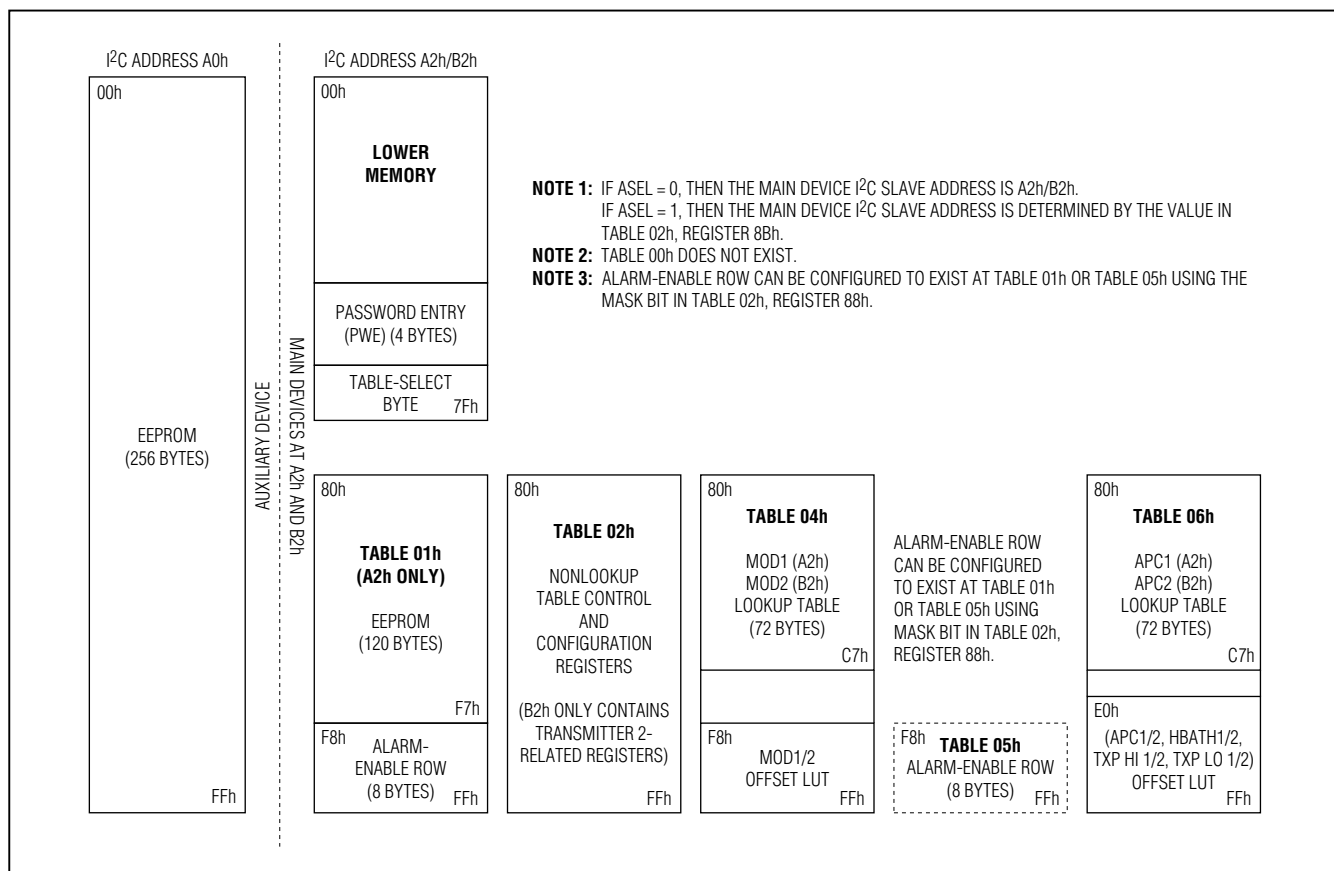 I2C ADDRESS A0h
00h
EEPROM
(256 BYTES)
FFh
AUXILIARY DEVICE
MAIN DEVICES AT A2h AND B2h
I2C ADDRESS A2h/B2h
00h
LOWER
MEMORY
PASSWORD ENTRY
(PWE) (4 BYTES)
TABLE-SELECT
BYTE
7Fh
NOTE 1: IF ASEL = 0, THEN THE MAIN DEVICE I2C SLAVE ADDRESS IS A2h/B2h.
IF ASEL = 1, THEN THE MAIN DEVICE I2C SLAVE ADDRESS IS DETERMINED BY THE VALUE IN
TABLE 02h, REGISTER 8Bh.
NOTE 2: TABLE 00h DOES NOT EXIST.
NOTE 3: ALARM-ENABLE ROW CAN BE CONFIGURED TO EXIST AT TABLE 01h OR TABLE 05h USING THE
MASK BIT IN TABLE 02h, REGISTER 88h.
80h
TABLE 01h
(A2h ONLY)
EEPROM
(120 BYTES)
F7h
F8h
ALARM-
ENABLE ROW
(8 BYTES)
FFh
80h
TABLE 02h
NONLOOKUP
TABLE CONTROL
AND
CONFIGURATION
REGISTERS
(B2h ONLY CONTAINS
TRANSMITTER 2-
RELATED REGISTERS)
FFh
80h
TABLE 04h
MOD1 (A2h)
MOD2 (B2h)
LOOKUP TABLE
(72 BYTES)
C7h
F8h
MOD1/2
OFFSET LUT
FFh
ALARM-ENABLE ROW
CAN BE CONFIGURED
TO EXIST AT TABLE 01h
OR TABLE 05h USING
MASK BIT IN TABLE 02h,
REGISTER 88h.
F8h
TABLE 05h
ALARM-ENABLE ROW
(8 BYTES)
FFh
80h
TABLE 06h
APC1 (A2h)
APC2 (B2h)
LOOKUP TABLE
(72 BYTES)
C7h
E0h
(APC1/2, HBATH1/2,
TXP HI 1/2, TXP LO 1/2)
OFFSET LUT
FFh